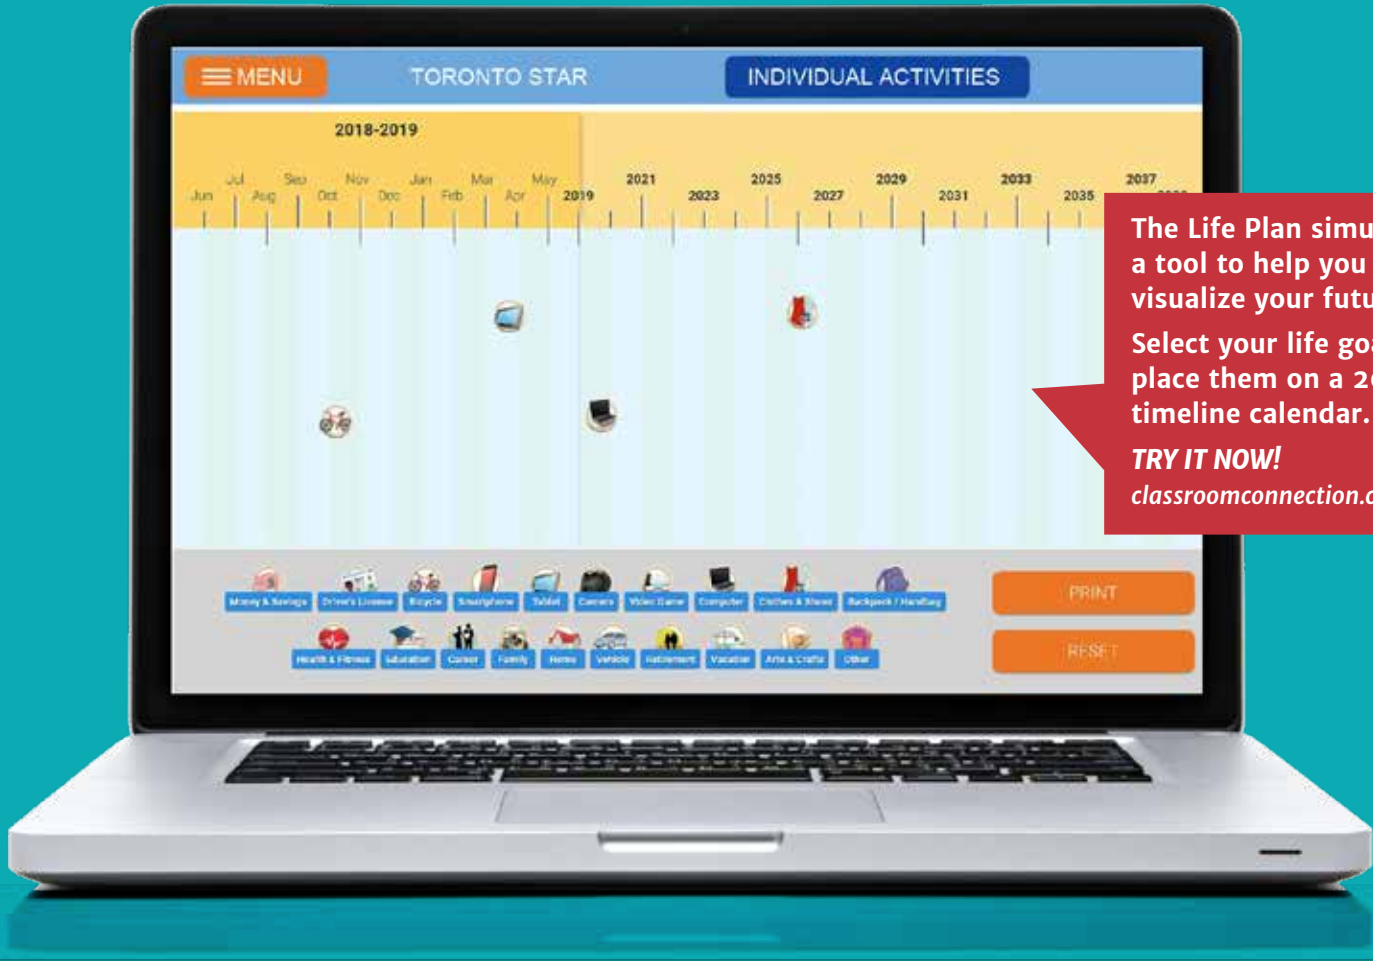 MENU
TORONTO STAR
INDIVIDUAL ACTIVITIES
2018-2019
Jul Sep Nov Jan Mar May 2021 2025 2029 2033 2037
Jun Aug Oct Dec Feb Apr 2019 2023 2027 2031 2035
The Life Plan
a tool to help you
visualize your
Select your life
place them on a
timeline calendar.
TRY IT NOW!
Money & Savings Driver's License Bicycle Smartphone Tablet Camera Video Game Computer Clothes & Shoes Backpack / Handbag
PRINT
Health & Fitness Education Career Family Home Vehicle Retirement Vacation Arts & Crafts Other
RESET